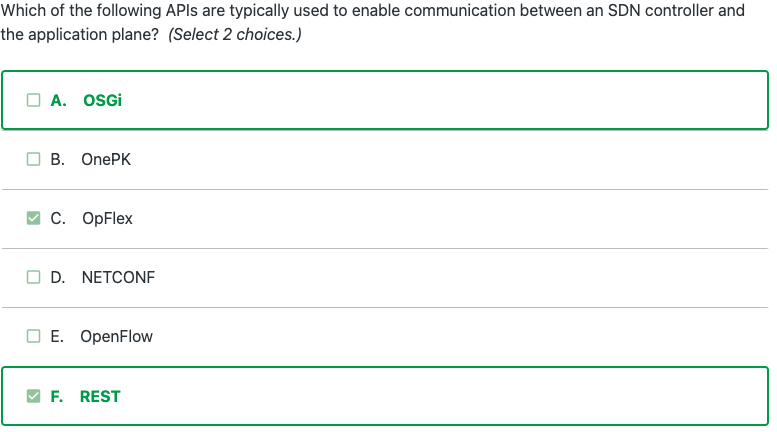 Which of the following APIs are typically used to enable communication between an SDN controller and
the application plane? (Select 2 choices.)
A. OSGi
B. OnePK
C. OpFlex
D. NETCONF
E. OpenFlow
F. REST